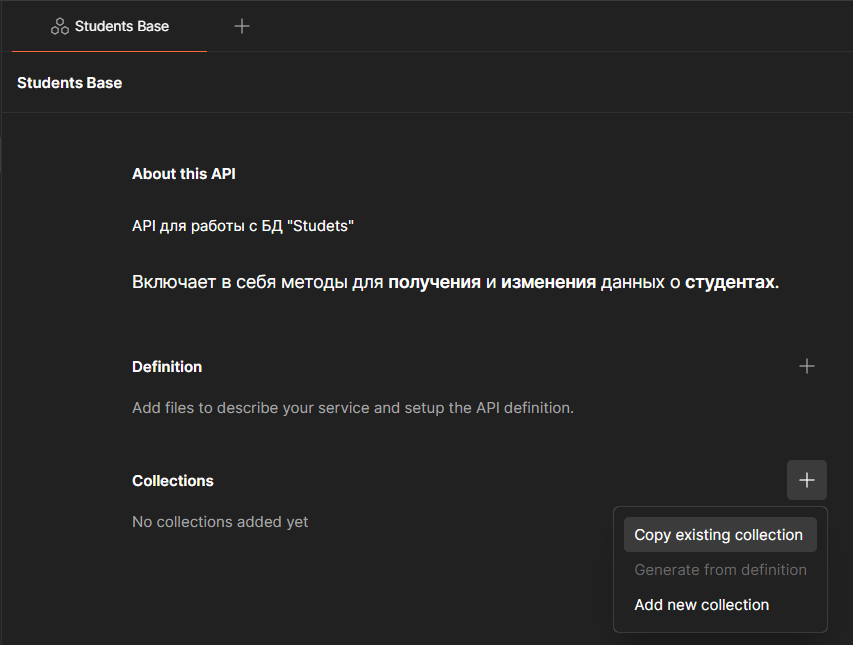 Students Base
Students Base
About this API
API для работы с БД "Studets"
Включает в себя методы для получения и изменения данных о студентах.
Definition
Add files to describe your service and setup the API definition.
Collections
No collections added yet
Copy existing collection
Generate from definition
Add new collection